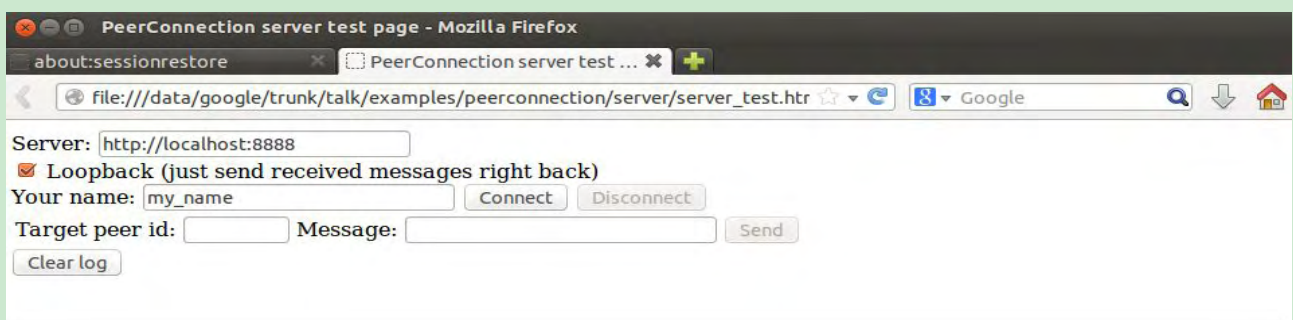 PeerConnection server test page - Mozilla Firefox
about:sessionrestore PeerConnection server test ...
file:///data/google/trunk/talk/examples/peerconnection/server/server_test.htr 8 Google
Server: http://localhost:8888
Loopback (just send received messages right back)
Your name: my_name Connect Disconnect
Target peer id: Message: Send
Clear log